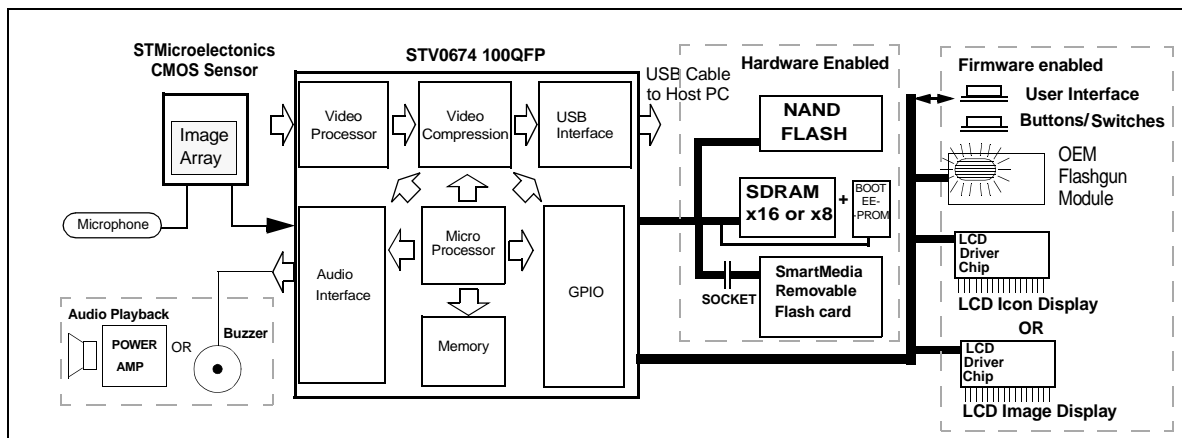 STMicroelectonics
CMOS Sensor
Image
Array
Microphone
Audio Playback
POWER
AMP
OR
Buzzer
STV0674 100QFP
Video
Processor
Video
Compression
USB
Interface
Audio
Interface
Micro
Processor
Memory
GPIO
USB Cable
to Host PC
Hardware Enabled
NAND
FLASH
SDRAM
x16 or x8
+
BOOT
EE-
-PROM
SOCKET
SmartMedia
Removable
Flash card
Firmware enabled
User Interface
Buttons/Switches
OEM
Flashgun
Module
LCD
Driver
Chip
LCD Icon Display
OR
LCD
Driver
Chip
LCD Image Display